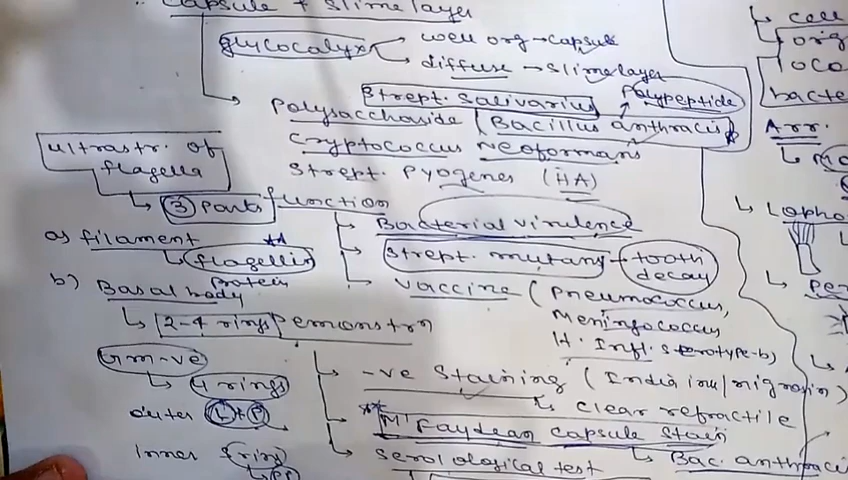 Capsule + Slime layer
glycocalyx → well org → capsule
→ diffuse → slime layer
Strept. Salivarius
Polypeptide
Polysaccharide (Bacillus anthracis)
Cryptococcus Neoformans
Strept. Pyogenes (HA)
ultrastr. of
flagella
3 parts
a) filament
flagellin
protein
b) Basal body
2-4 rings
Gm-ve
4 rings
outer L + P
Inner
function
Bacterial virulence
Strept. mutans → tooth
decay
vaccine (Pneumococcus,
Meningococcus
H. Infl. Serotype-b)
Demonstrn
-ve Staining (India ink/nigrosin)
clear refractile
M' Faydean Capsule Stain
Bac. anthracis
Serological test
cell
orig
loco
bacte
Arr.
Lopho
Per